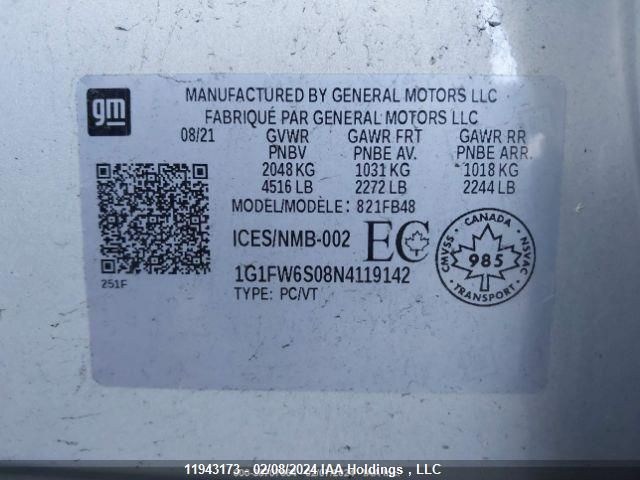 gm
MANUFACTURED BY GENERAL MOTORS LLC
FABRIQUÉ PAR GENERAL MOTORS LLC
08/21 GVWR GAWR FRT GAWR RR
PNBV PNBE AV. PNBE ARR.
2048 KG 1031 KG 1018 KG
4516 LB 2272 LB 2244 LB
MODEL/MODÈLE: 821FB48
ICES/NMB-002 EC
CANADA
CMVSS 985 NSVAC
TRANSPORT
251F
1G1FW6S08N4119142
TYPE: PC/VT
11943173 - 02/08/2024 IAA Holdings , LLC